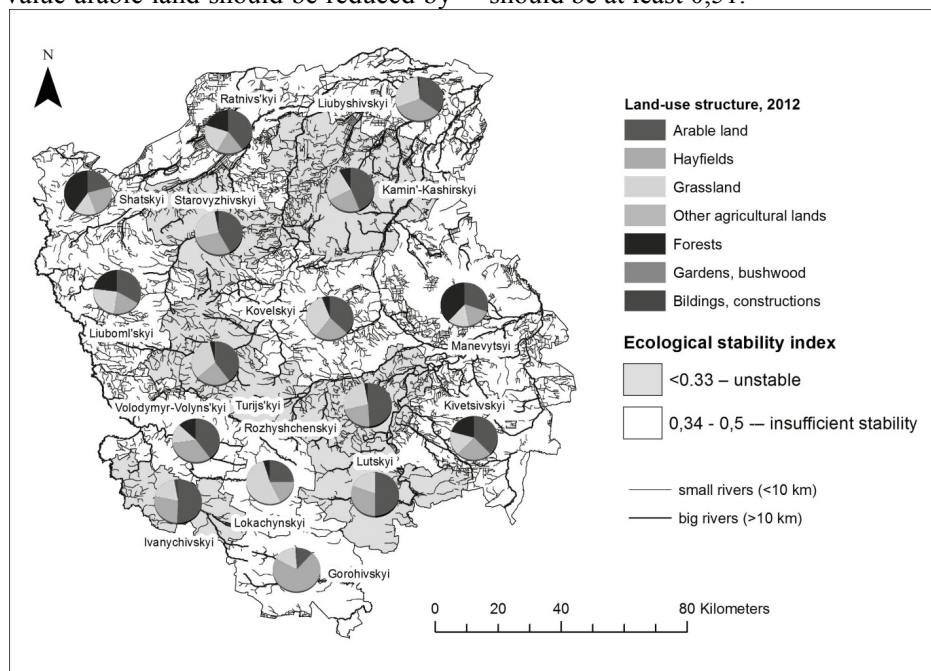 value arable land should be reduced by — should be at least 0,51.
N
Ratnivs'kyi
Liubyshivskyi
Shatskyi
Starovyzhivskyi
Kamin'-Kashirskyi
Liuboml'skyi
Kovelskyi
Manevytsyi
Volodymyr-Volyns'kyi
Turijs'kyi
Rozhyshchenskyi
Kivetsivskyi
Lutskyi
Lokachynskyi
Ivanychivskyi
Gorohivskyi
Land-use structure, 2012
Arable land
Hayfields
Grassland
Other agricultural lands
Forests
Gardens, bushwood
Bildings, constructions
Ecological stability index
<0.33 – unstable
0,34 - 0,5 –- insufficient stability
small rivers (<10 km)
big rivers (>10 km)
0 20 40 80 Kilometers